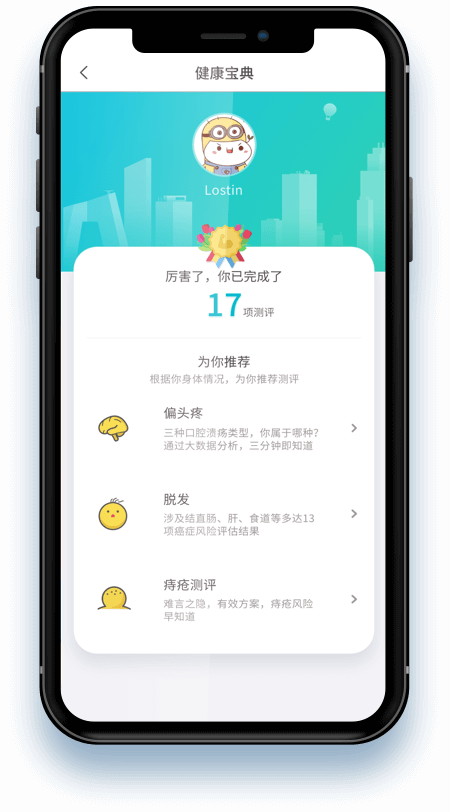 健康宝典
Lostin
厉害了，你已完成了
17项测评
为你推荐
根据你身体情况，为你推荐测评
偏头疼
三种口腔溃疡类型，你属于哪种？
通过大数据分析，三分钟即知道
脱发
涉及结直肠、肝、食道等多达13
项癌症风险评估结果
痔疮测评
难言之隐，有效方案，痔疮风险
早知道